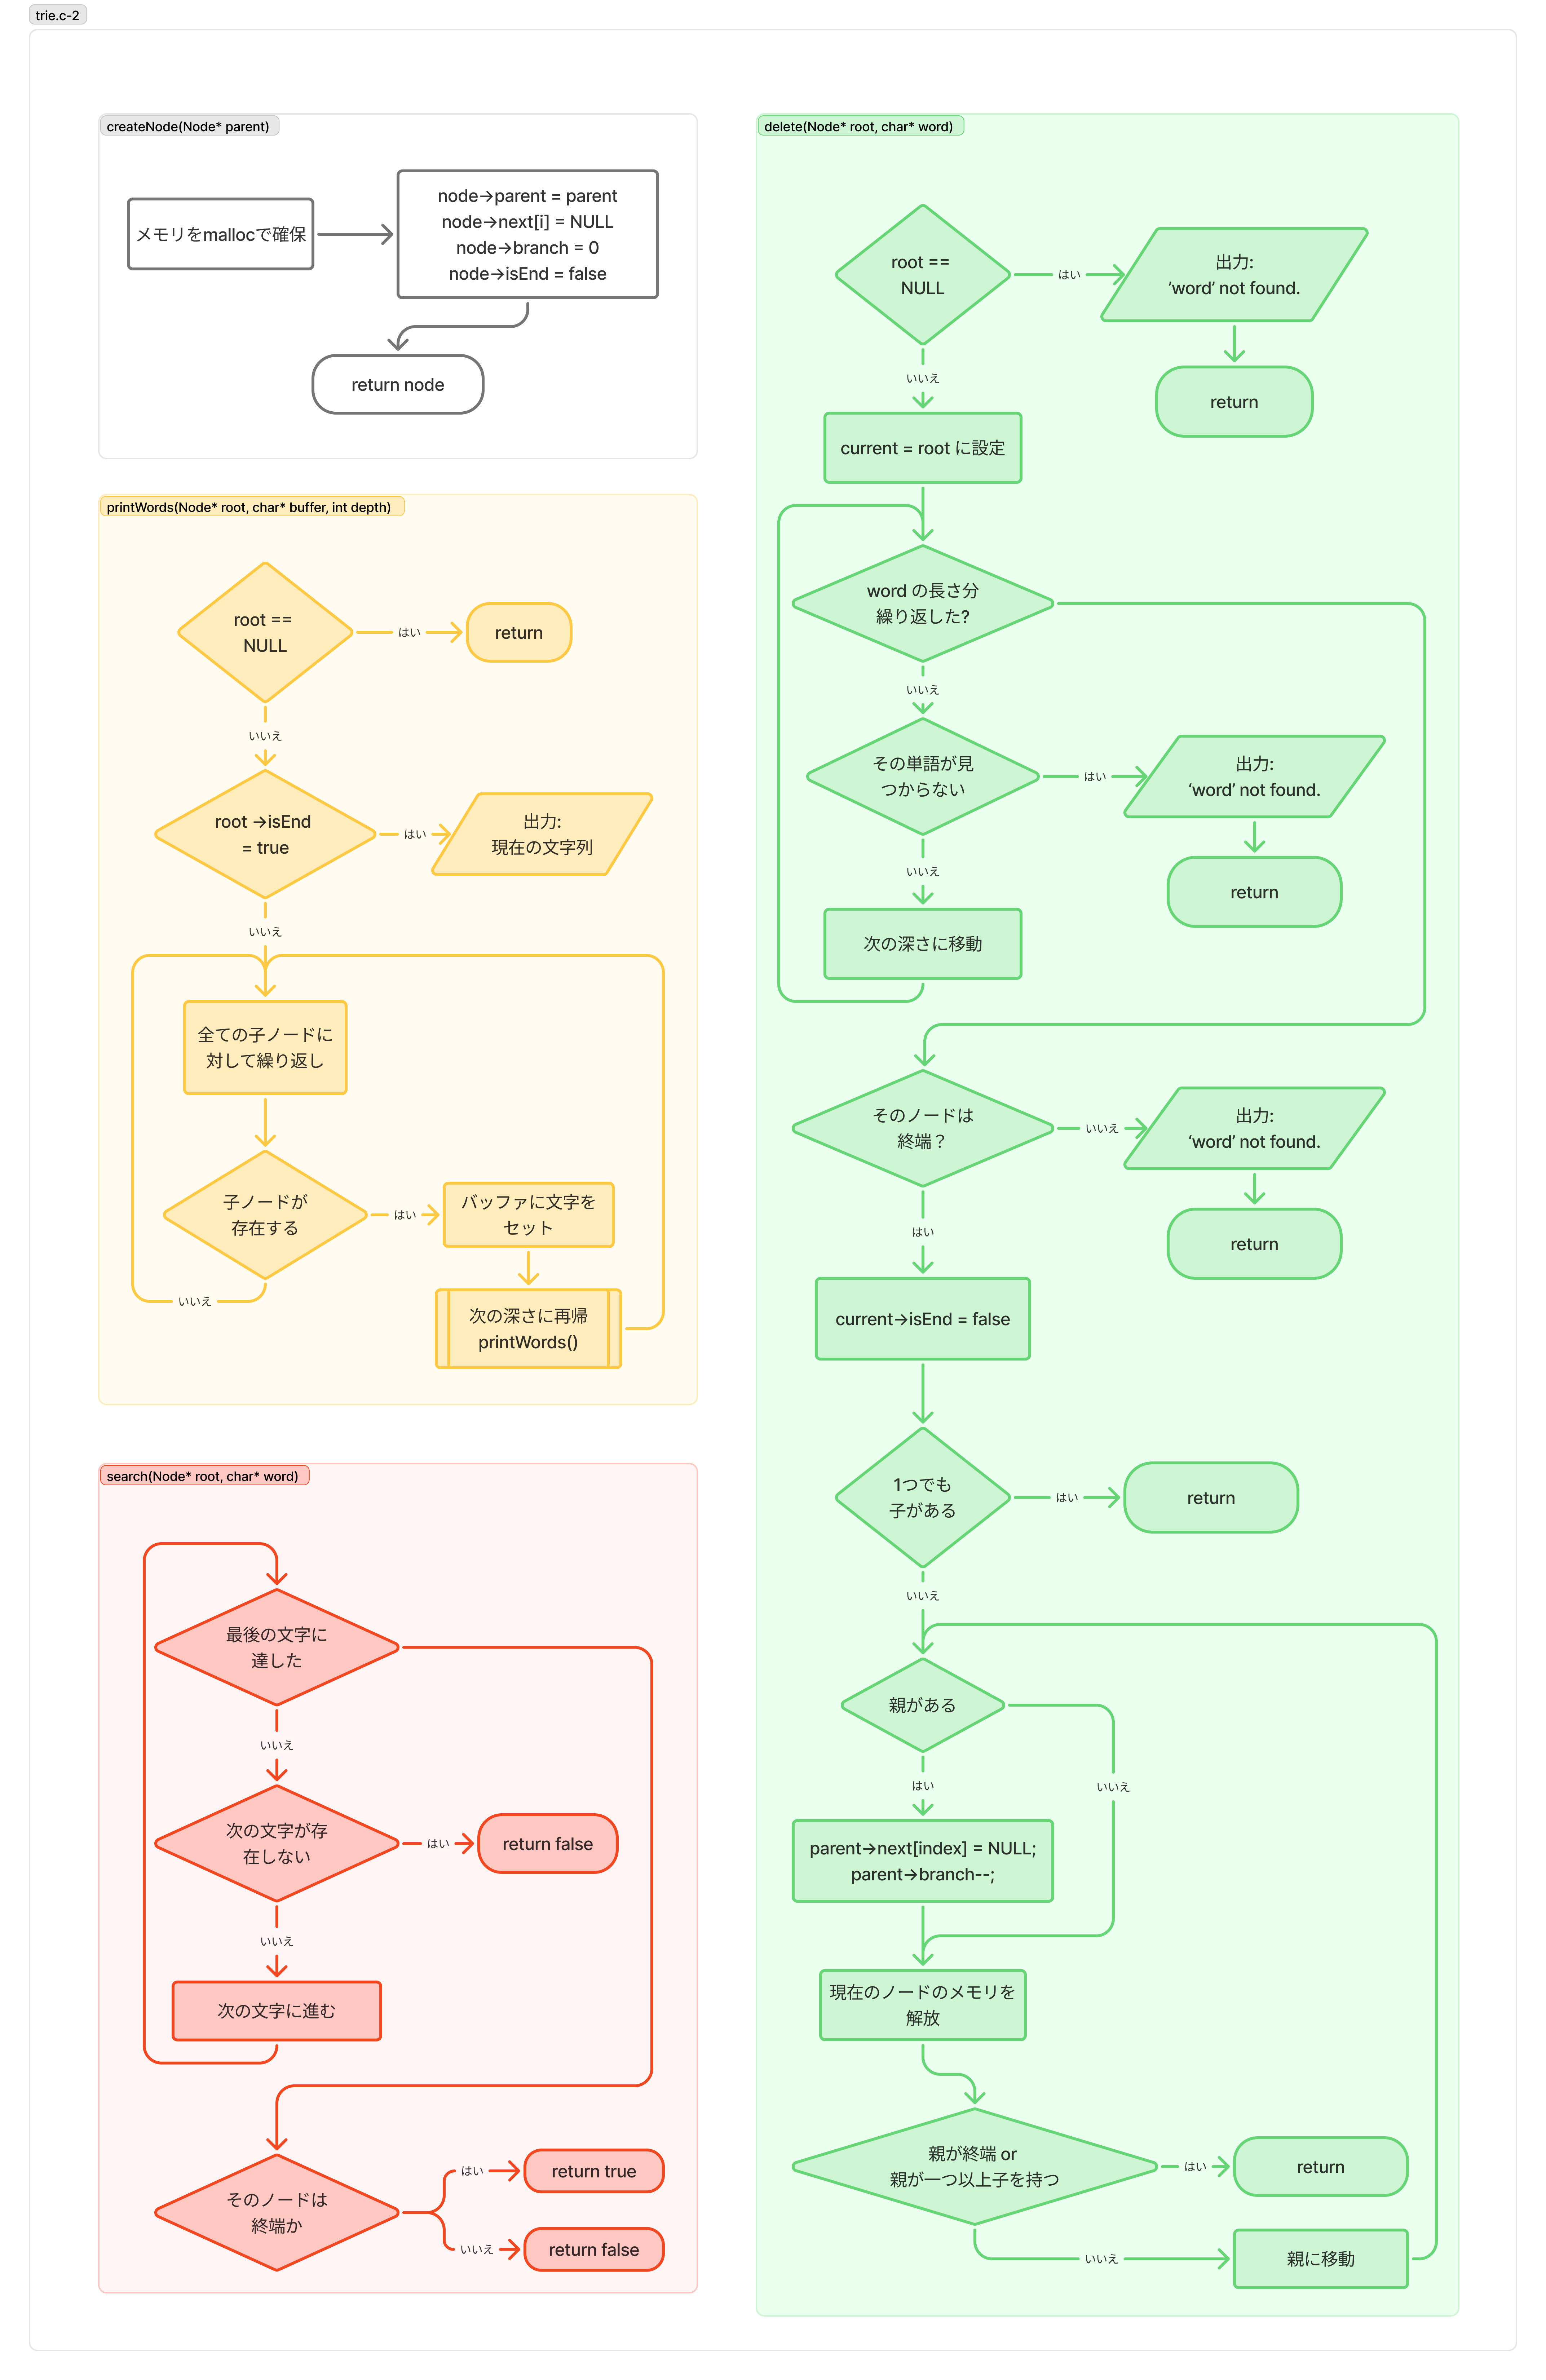 trie.c-2
createNode(Node* parent)
メモリをmallocで確保
node→parent = parent
node→next[i] = NULL
node→branch = 0
node→isEnd = false
return node
printWords(Node* root, char* buffer, int depth)
root ==
NULL
はい
return
いいえ
root →isEnd
= true
はい
出力:
現在の文字列
いいえ
全ての子ノードに
対して繰り返し
子ノードが
存在する
はい
バッファに文字を
セット
いいえ
次の深さに再帰
printWords()
search(Node* root, char* word)
最後の文字に
達した
いいえ
次の文字が存
在しない
はい
return false
いいえ
次の文字に進む
そのノードは
終端か
はい
return true
いいえ
return false
delete(Node* root, char* word)
root ==
NULL
はい
出力:
’word’ not found.
return
いいえ
current = root に設定
word の長さ分
繰り返した?
いいえ
その単語が見
つからない
はい
出力:
‘word’ not found.
return
いいえ
次の深さに移動
そのノードは
終端？
いいえ
出力:
‘word’ not found.
return
はい
current→isEnd = false
1つでも
子がある
はい
return
いいえ
親がある
はい
いいえ
parent→next[index] = NULL;
parent→branch--;
現在のノードのメモリを
解放
親が終端 or
親が一つ以上子を持つ
はい
return
いいえ
親に移動